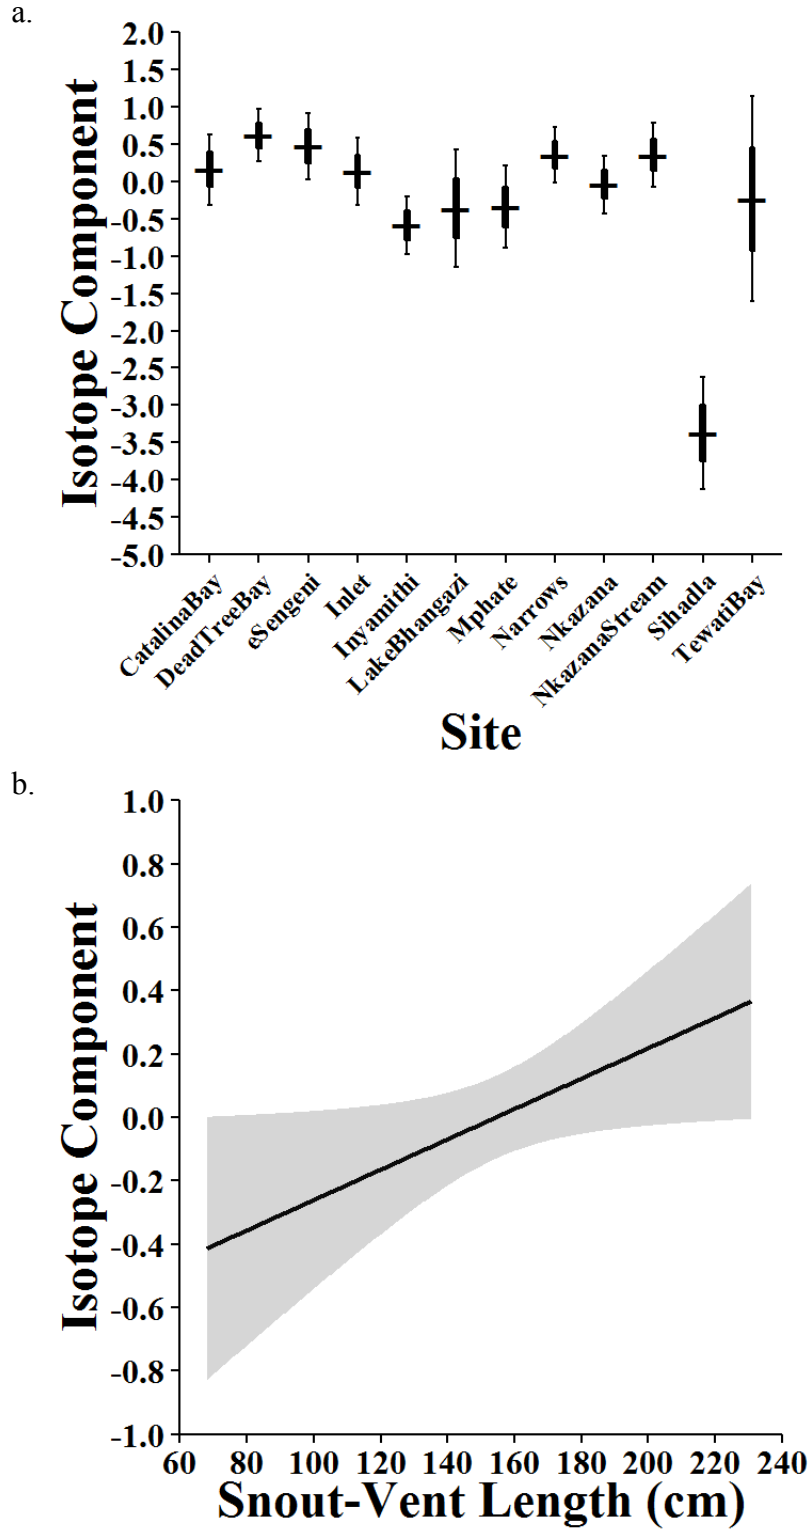 a.
2.0
1.5
1.0
0.5
0.0
-0.5
-1.0
-1.5
-2.0
-2.5
-3.0
-3.5
-4.0
-4.5
-5.0
Isotope Component
CatalinaBay
DeadTreeBay
eSengeni
Inlet
Inyamithi
LakeBhangazi
Mphate
Narrows
Nkazana
NkazanaStream
Sihadla
TewatiBay
Site
b.
1.0
0.8
0.6
0.4
0.2
0.0
-0.2
-0.4
-0.6
-0.8
-1.0
Isotope Component
60 80 100 120 140 160 180 200 220 240
Snout-Vent Length (cm)